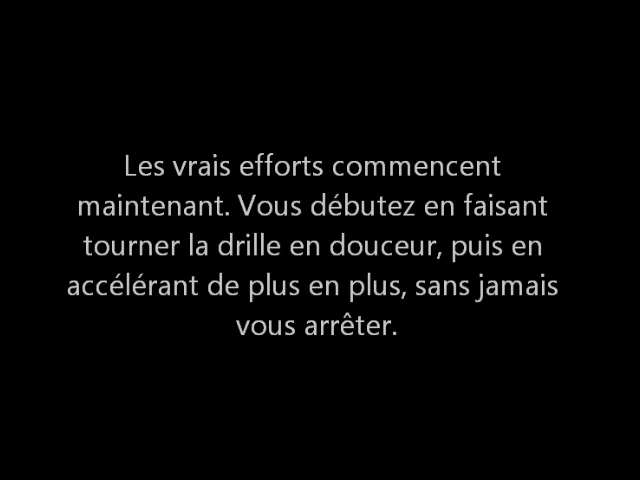 Les vrais efforts commencent
maintenant. Vous débutez en faisant
tourner la drille en douceur, puis en
accélérant de plus en plus, sans jamais
vous arrêter.